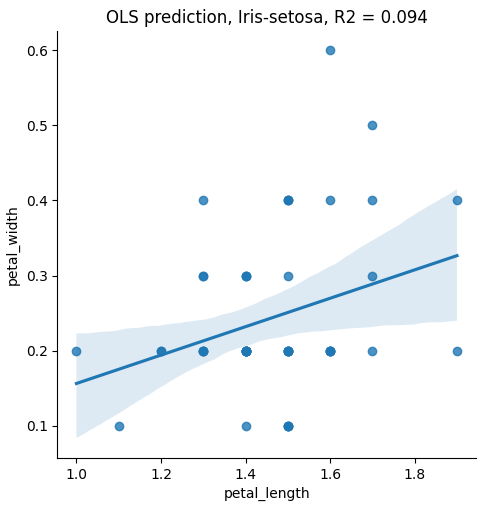 OLS prediction, Iris-setosa, R2 = 0.094
0.6
0.5
0.4
0.3
0.2
0.1
petal_width
1.0 1.2 1.4 1.6 1.8
petal_length